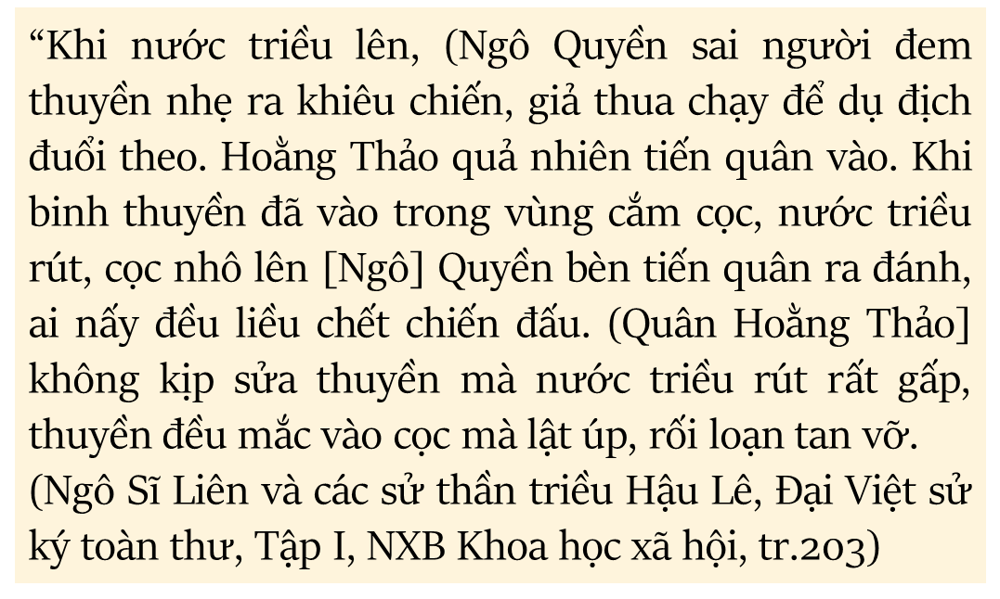 “Khi nước triều lên, (Ngô Quyền sai người đem
thuyền nhẹ ra khiêu chiến, giả thua chạy để dụ địch
đuổi theo. Hoằng Thảo quả nhiên tiến quân vào. Khi
binh thuyền đã vào trong vùng cắm cọc, nước triều
rút, cọc nhô lên [Ngô] Quyền bèn tiến quân ra đánh,
ai nấy đều liều chết chiến đấu. (Quân Hoằng Thảo]
không kịp sửa thuyền mà nước triều rút rất gấp,
thuyền đều mắc vào cọc mà lật úp, rối loạn tan vỡ.
(Ngô Sĩ Liên và các sử thần triều Hậu Lê, Đại Việt sử
ký toàn thư, Tập I, NXB Khoa học xã hội, tr.203)